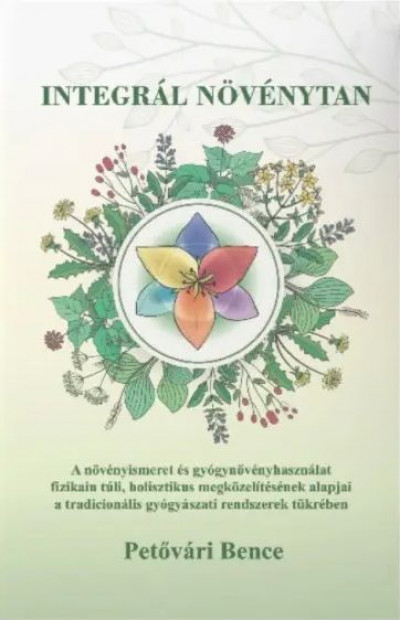 INTEGRÁL NÖVÉNYTAN
A növényismeret és gyógynövényhasználat
fizikain túli, holisztikus megközelítésének alapjai
a tradicionális gyógyászati rendszerek tükrében
Petővári Bence